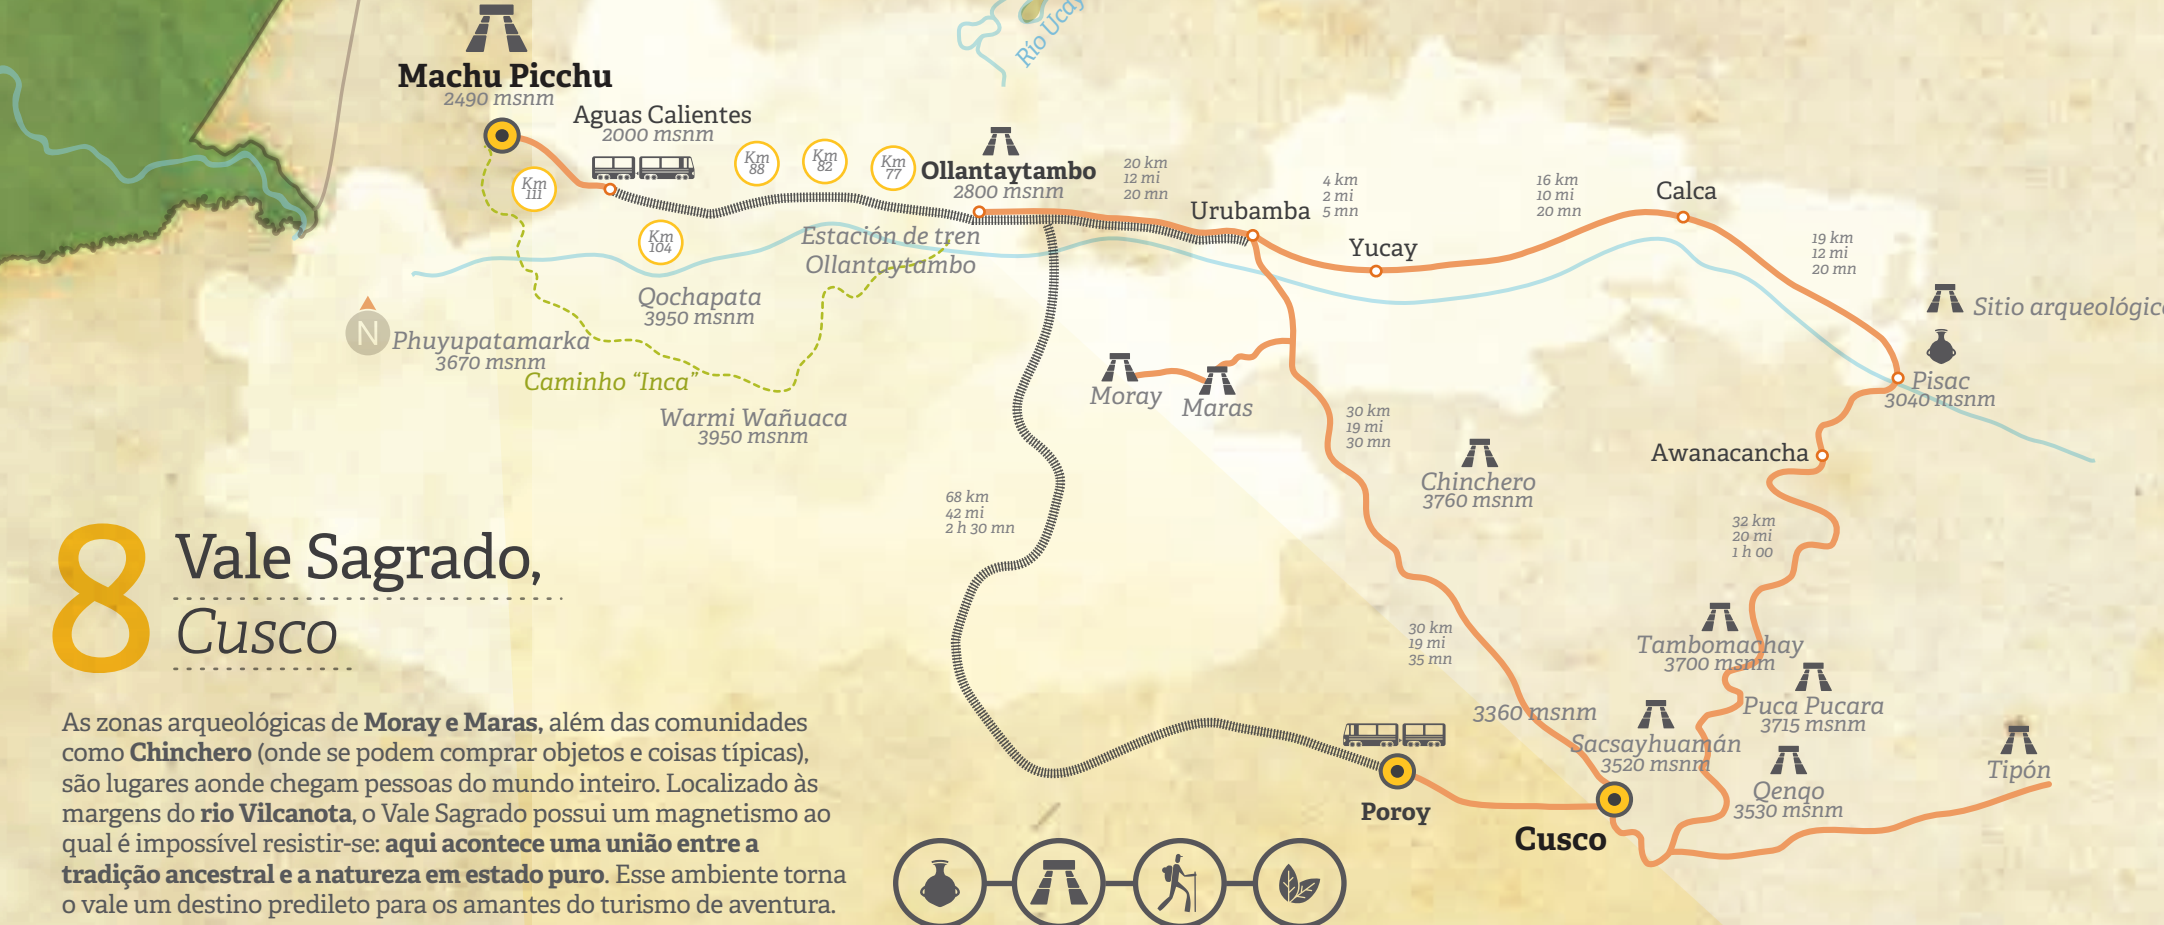 Río Ucay
Machu Picchu
2490 msnm
Aguas Calientes
2000 msnm
Km
111
Km
104
Km
88
Km
82
Km
77
Ollantaytambo
2800 msnm
20 km
12 mi
20 mn
Urubamba
4 km
2 mi
5 mn
Yucay
16 km
10 mi
20 mn
Calca
19 km
12 mi
20 mn
Sitio arqueológic
Pisac
3040 msnm
Estación de tren
Ollantaytambo
Qochapata
3950 msnm
N
Phuyupatamarka
3670 msnm
Caminho “Inca”
Warmi Wañuaca
3950 msnm
Moray
Maras
30 km
19 mi
30 mn
Chinchero
3760 msnm
Awanacancha
32 km
20 mi
1 h 00
68 km
42 mi
2 h 30 mn
30 km
19 mi
35 mn
Tambomachay
3700 msnm
Puca Pucara
3715 msnm
3360 msnm
Sacsayhuamán
3520 msnm
Qenqo
3530 msnm
Tipón
Poroy
Cusco
8
Vale Sagrado,
Cusco
As zonas arqueológicas de Moray e Maras, além das comunidades
como Chinchero (onde se podem comprar objetos e coisas típicas),
são lugares aonde chegam pessoas do mundo inteiro. Localizado às
margens do rio Vilcanota, o Vale Sagrado possui um magnetismo ao
qual é impossível resistir-se: aqui acontece uma união entre a
tradição ancestral e a natureza em estado puro. Esse ambiente torna
o vale um destino predileto para os amantes do turismo de aventura.